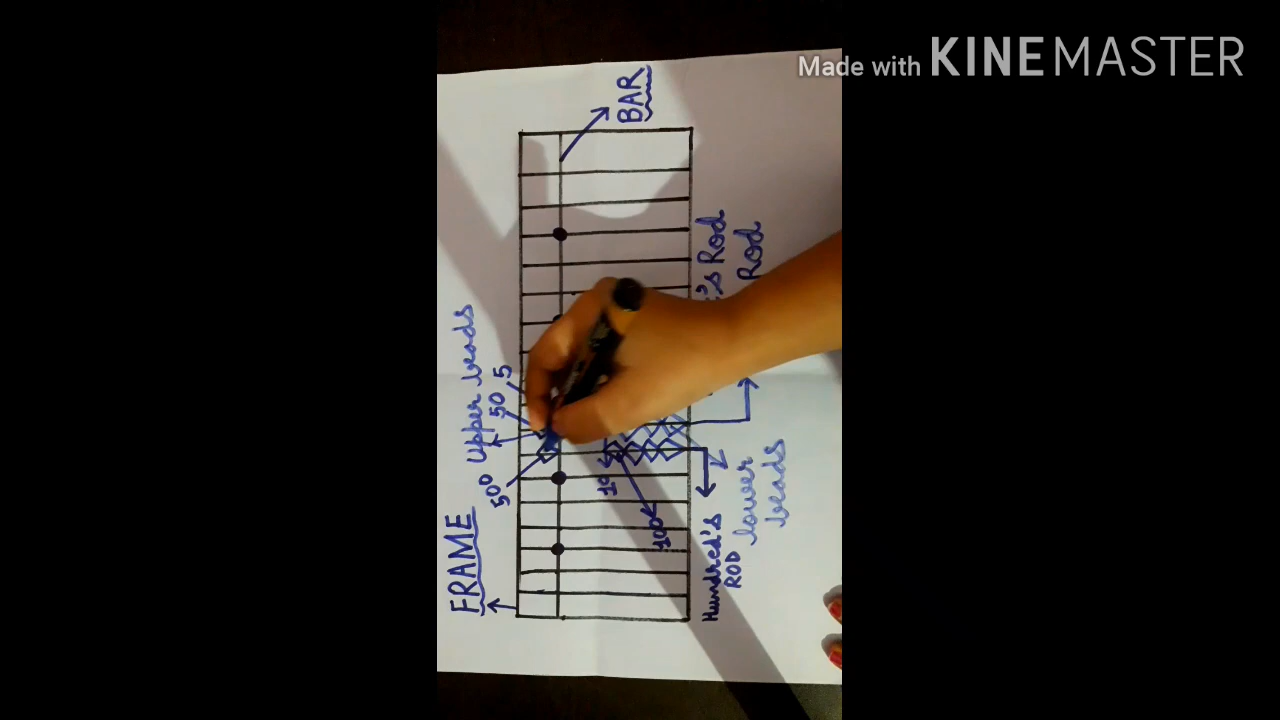 Made with KINEMASTER
BAR
Upper beads
5
50
500
FRAME
's Rod
Rod
10
100
Hundred's
ROD
lower
beads